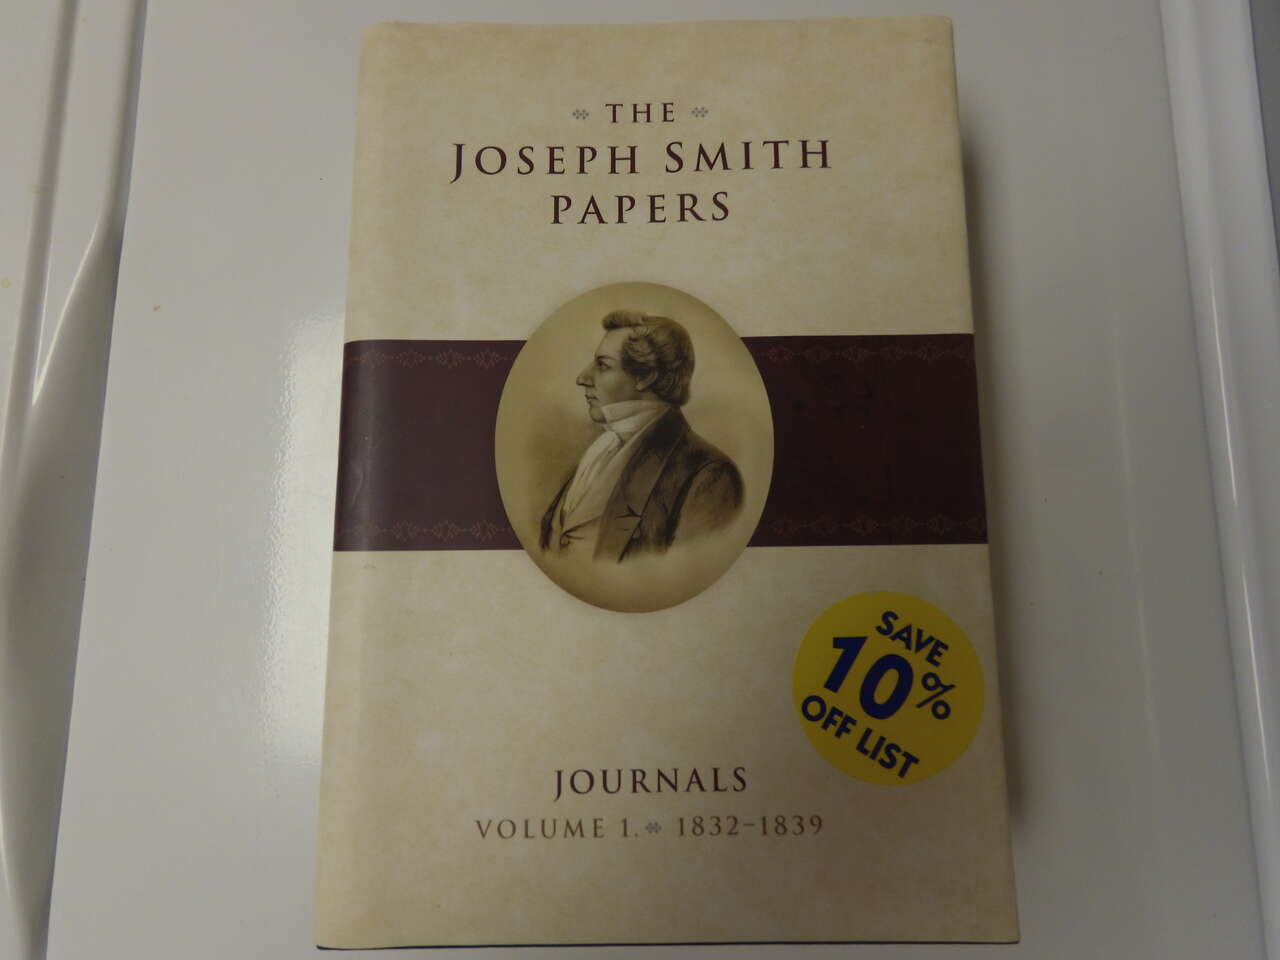 THE
JOSEPH SMITH
PAPERS
SAVE
10%
OFF LIST
JOURNALS
VOLUME 1. 1832–1839